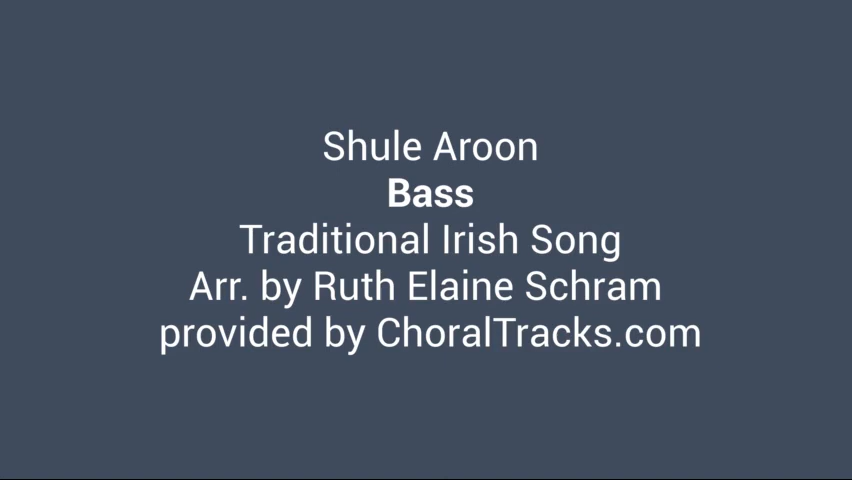 Shule Aroon
Bass
Traditional Irish Song
Arr. by Ruth Elaine Schram
provided by ChoralTracks.com